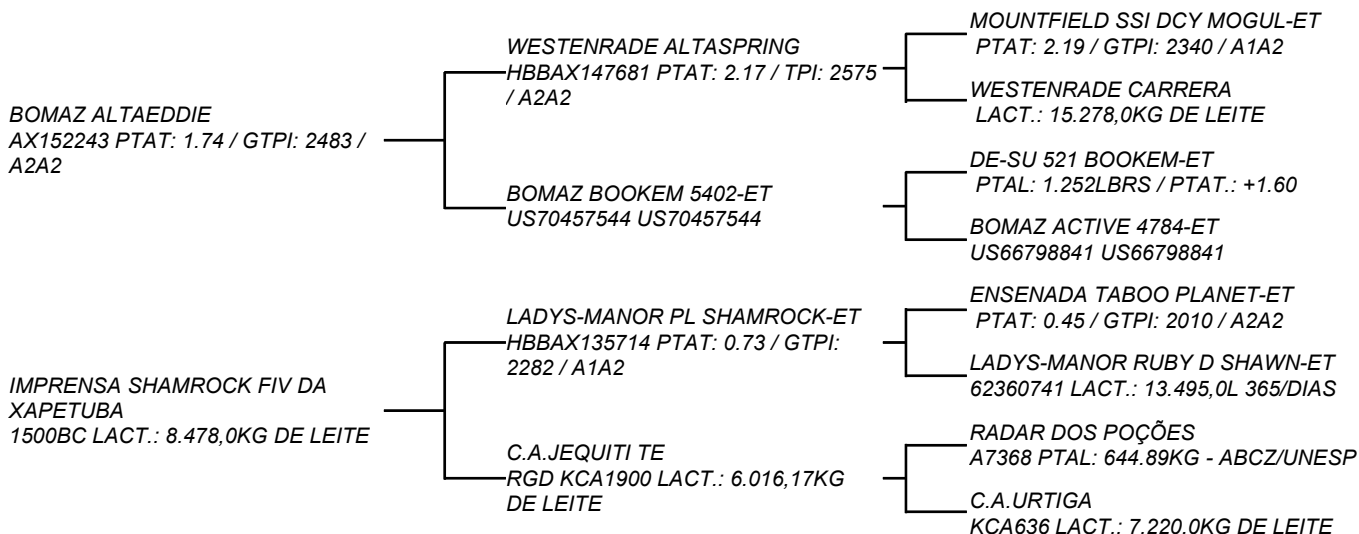 BOMAZ ALTAEDDIE
AX152243 PTAT: 1.74 / GTPI: 2483 /
A2A2
IMPRENSA SHAMROCK FIV DA
XAPETUBA
1500BC LACT.: 8.478,0KG DE LEITE
WESTENRADE ALTASPRING
HBBAX147681 PTAT: 2.17 / TPI: 2575
/ A2A2
BOMAZ BOOKEM 5402-ET
US70457544 US70457544
LADYS-MANOR PL SHAMROCK-ET
HBBAX135714 PTAT: 0.73 / GTPI:
2282 / A1A2
C.A.JEQUITI TE
RGD KCA1900 LACT.: 6.016,17KG
DE LEITE
MOUNTFIELD SSI DCY MOGUL-ET
PTAT: 2.19 / GTPI: 2340 / A1A2
WESTENRADE CARRERA
LACT.: 15.278,0KG DE LEITE
DE-SU 521 BOOKEM-ET
PTAL: 1.252LBRS / PTAT.: +1.60
BOMAZ ACTIVE 4784-ET
US66798841 US66798841
ENSENADA TABOO PLANET-ET
PTAT: 0.45 / GTPI: 2010 / A2A2
LADYS-MANOR RUBY D SHAWN-ET
62360741 LACT.: 13.495,0L 365/DIAS
RADAR DOS POÇÕES
A7368 PTAL: 644.89KG - ABCZ/UNESP
C.A.URTIGA
KCA636 LACT.: 7.220.0KG DE LEITE